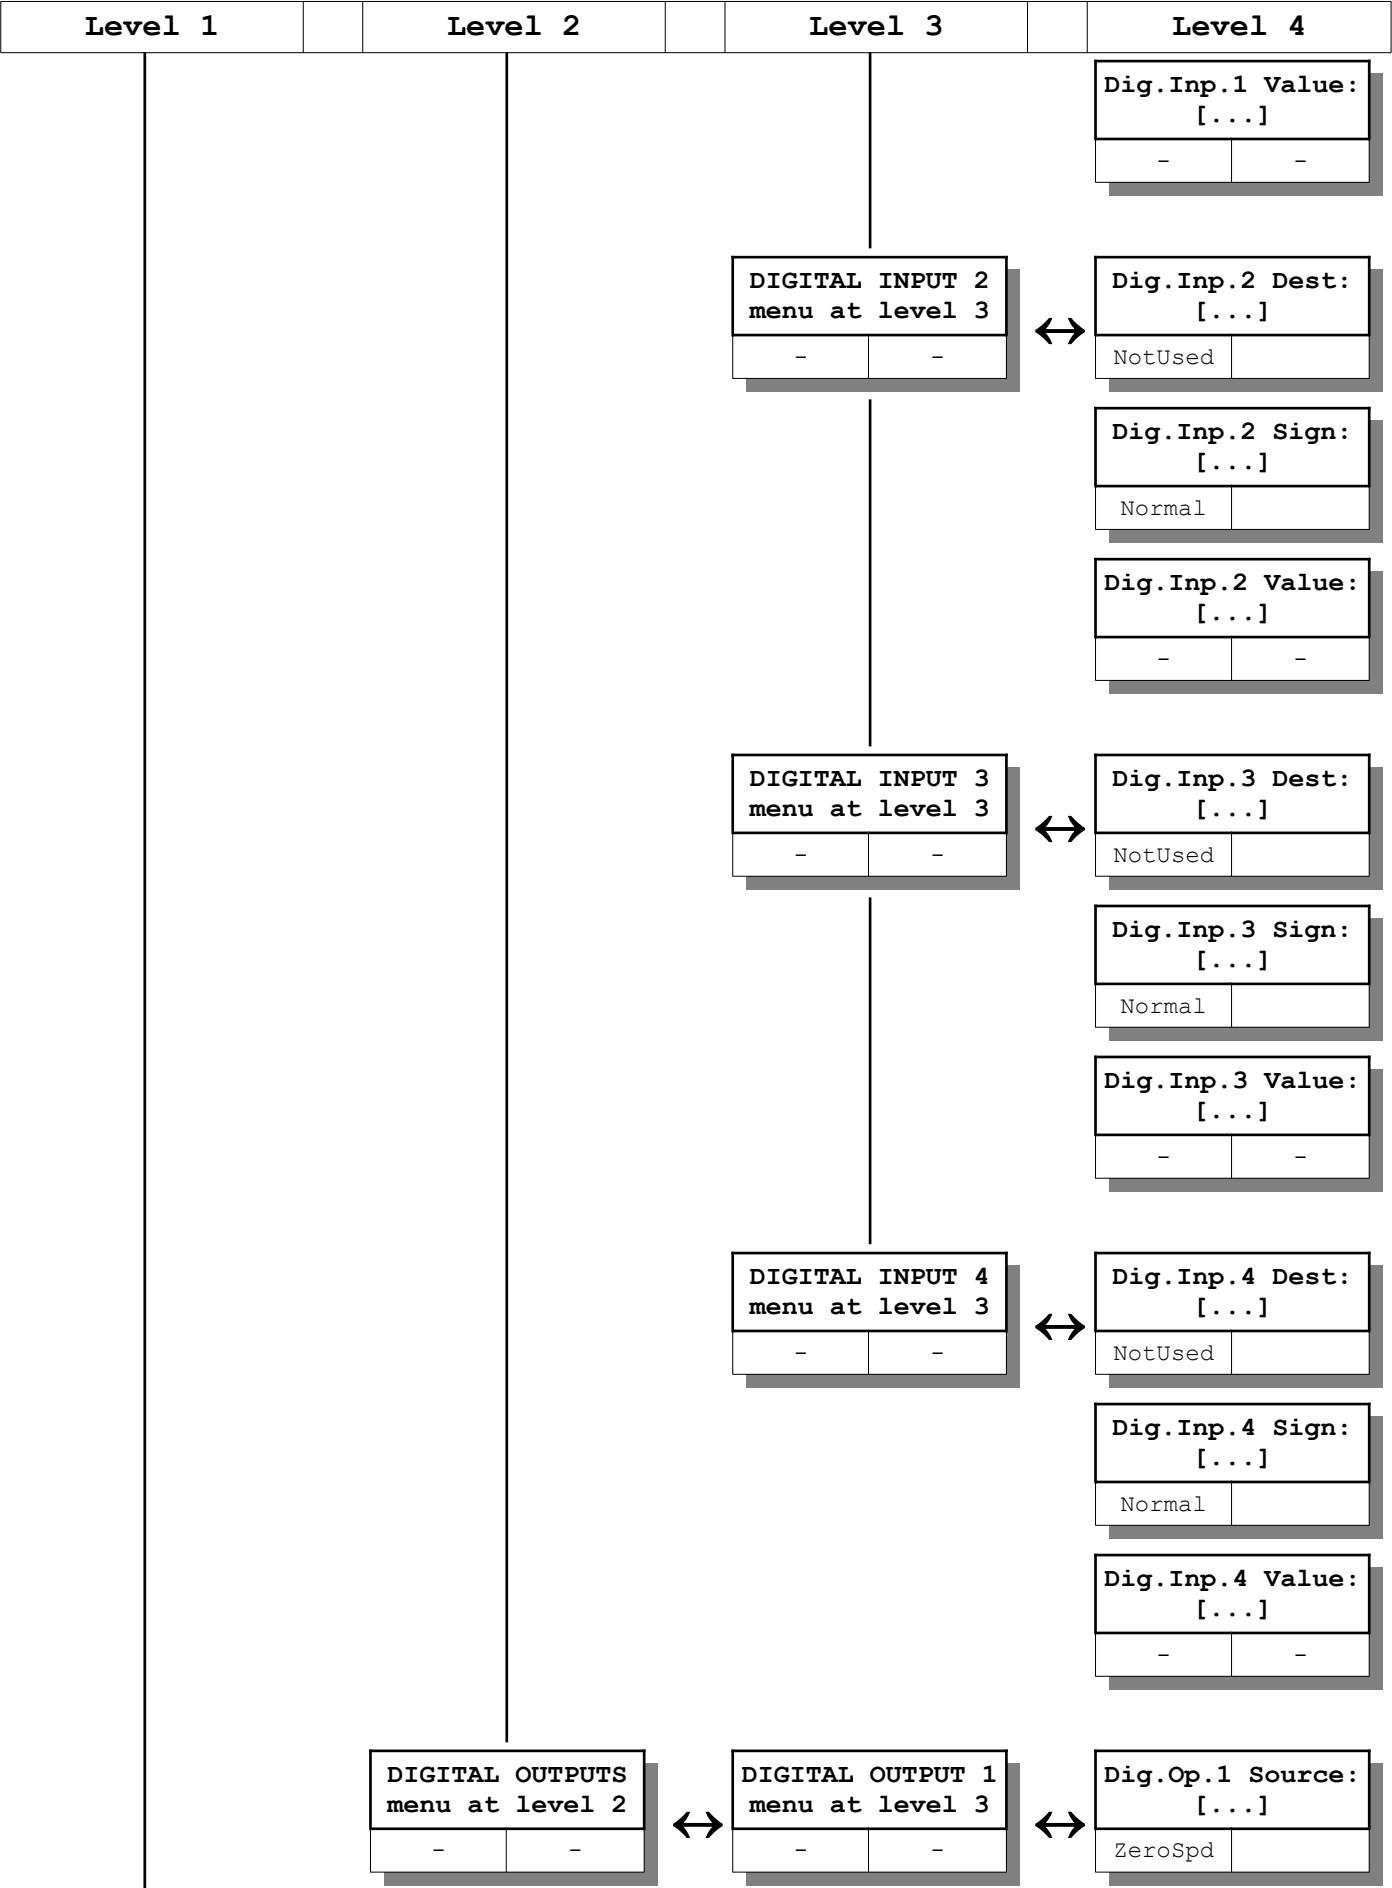 Level 1 Level 2 Level 3 Level 4
Dig.Inp.1 Value:
[...]
- -
DIGITAL INPUT 2
menu at level 3
- -
Dig.Inp.2 Dest:
[...]
NotUsed
Dig.Inp.2 Sign:
[...]
Normal
Dig.Inp.2 Value:
[...]
- -
DIGITAL INPUT 3
menu at level 3
- -
Dig.Inp.3 Dest:
[...]
NotUsed
Dig.Inp.3 Sign:
[...]
Normal
Dig.Inp.3 Value:
[...]
- -
DIGITAL INPUT 4
menu at level 3
- -
Dig.Inp.4 Dest:
[...]
NotUsed
Dig.Inp.4 Sign:
[...]
Normal
Dig.Inp.4 Value:
[...]
- -
DIGITAL OUTPUTS
menu at level 2
- -
DIGITAL OUTPUT 1
menu at level 3
- -
Dig.Op.1 Source:
[...]
ZeroSpd